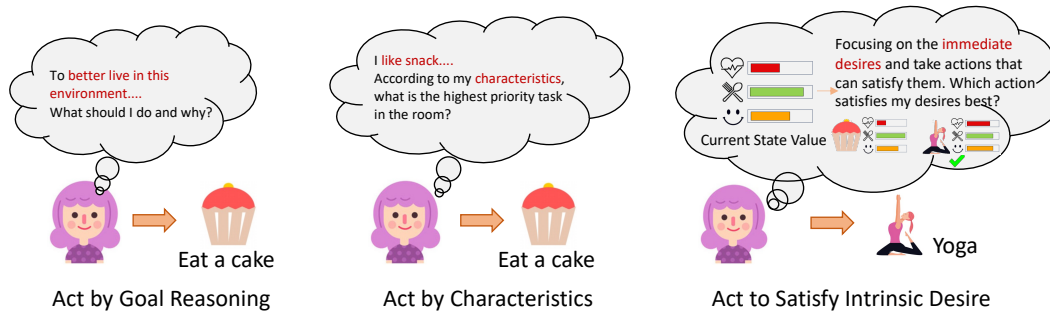 To better live in this
environment....
What should I do and why?
Eat a cake
Act by Goal Reasoning
I like snack....
According to my characteristics,
what is the highest priority task
in the room?
Eat a cake
Act by Characteristics
Focusing on the immediate
desires and take actions that
can satisfy them. Which action
satisfies my desires best?
Current State Value
Yoga
Act to Satisfy Intrinsic Desire